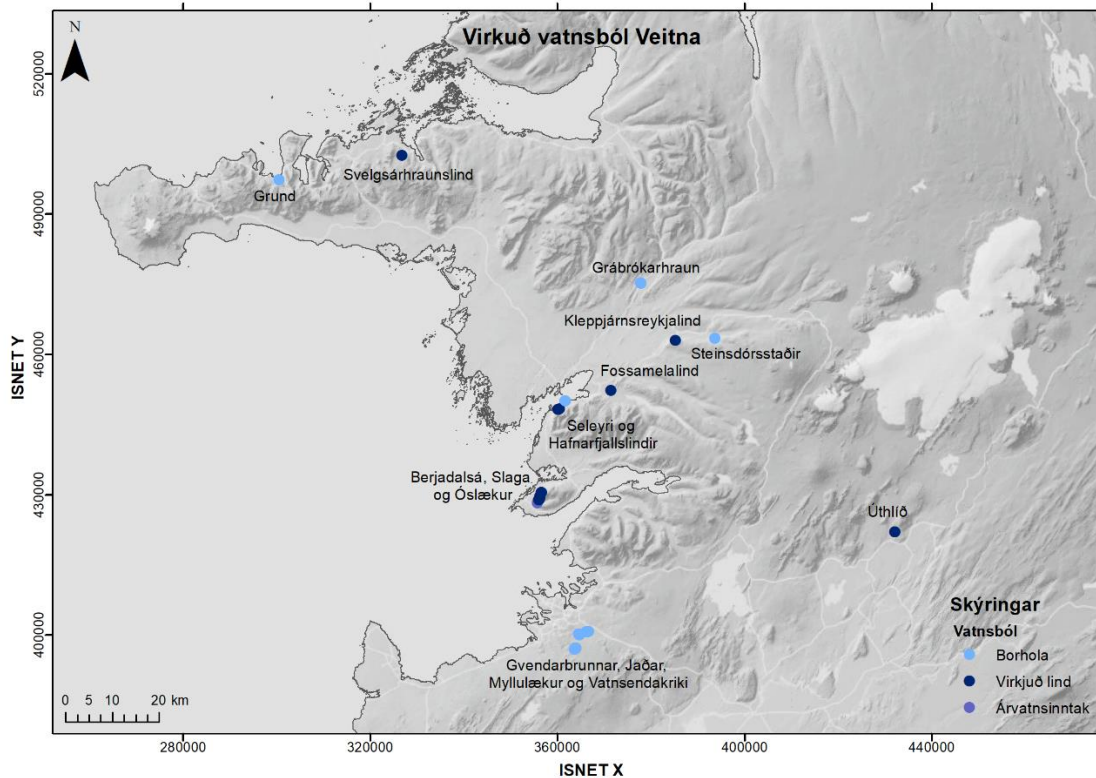 Virkuð vatnsból Veitna
N
520000
490000
460000
430000
400000
ISNET Y
Svelgsárhraunslind
Grund
Grábrókarhraun
Kleppjárnsreykjalind
Steinsdórsstaðir
Fossamelalind
Seleyri og
Hafnarfjallslindir
Berjadalsá, Slaga
og Óslækur
Úthlíð
Gvendarbrunnar, Jaðar,
Myllulækur og Vatnsendakriki
Skýringar
Vatnsból
Borhola
Virkjuð lind
Árvatnsinntak
0 5 10 20 km
280000 320000 360000 400000 440000
ISNET X